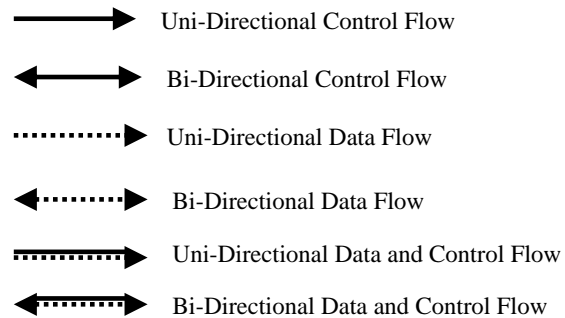 Uni-Directional Control Flow
Bi-Directional Control Flow
Uni-Directional Data Flow
Bi-Directional Data Flow
Uni-Directional Data and Control Flow
Bi-Directional Data and Control Flow